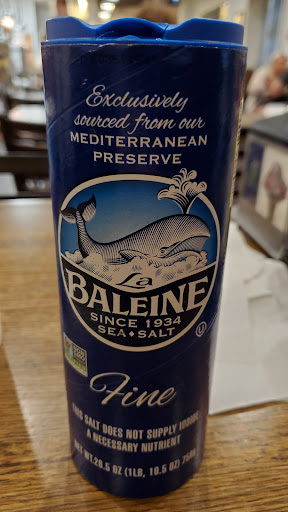 Exclusively
sourced from our
MEDITERRANEAN
PRESERVE
La
BALEINE
SINCE 1934
SEA SALT
Fine
THIS SALT DOES NOT SUPPLY IODIDE,
A NECESSARY NUTRIENT
NET WT.26.5 OZ (1LB, 10.5 OZ) 750g